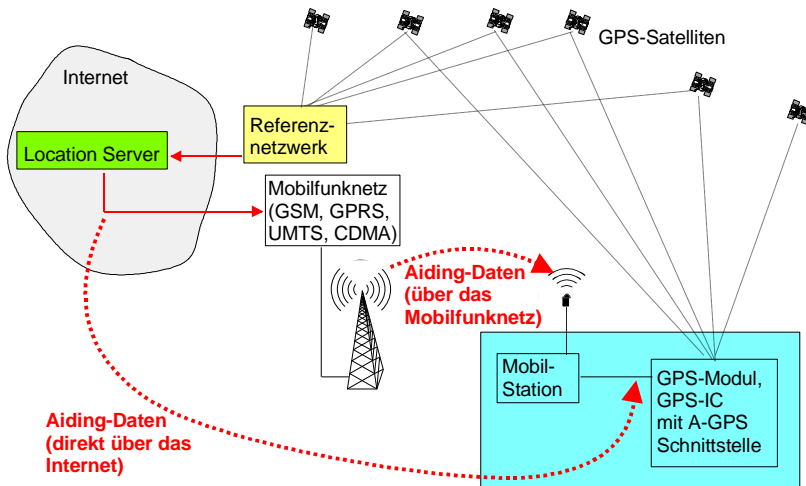 GPS-Satelliten
Internet
Referenz-
netzwerk
Location Server
Mobilfunknetz
(GSM, GPRS,
UMTS, CDMA)
Aiding-Daten
(über das
Mobilfunknetz)
Mobil-
Station
GPS-Modul,
GPS-IC
mit A-GPS
Schnittstelle
Aiding-Daten
(direkt über das
Internet)